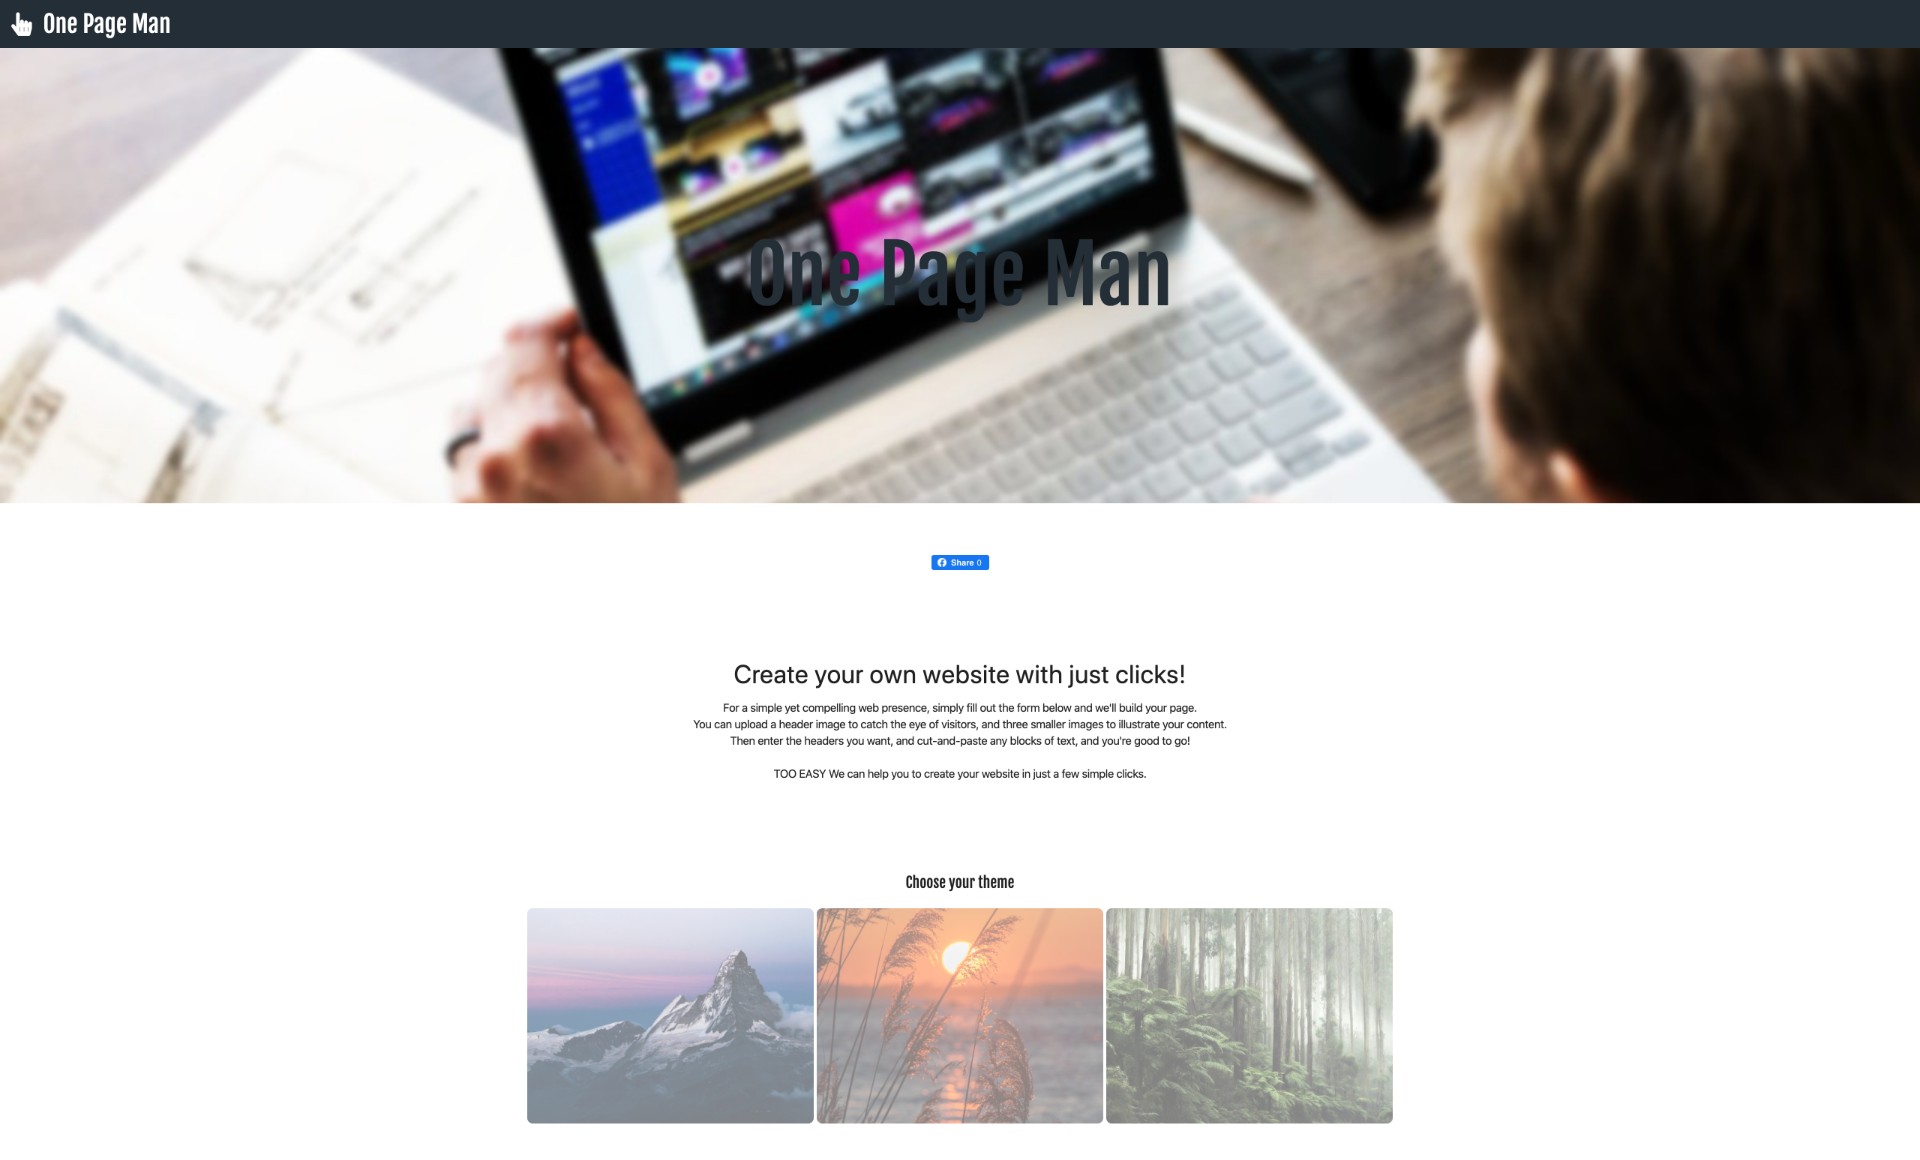 One Page Man
One Page Man
Share 0
Create your own website with just clicks!
For a simple yet compelling web presence, simply fill out the form below and we'll build your page.
You can upload a header image to catch the eye of visitors, and three smaller images to illustrate your content.
Then enter the headers you want, and cut-and-paste any blocks of text, and you're good to go!
TOO EASY We can help you to create your website in just a few simple clicks.
Choose your theme